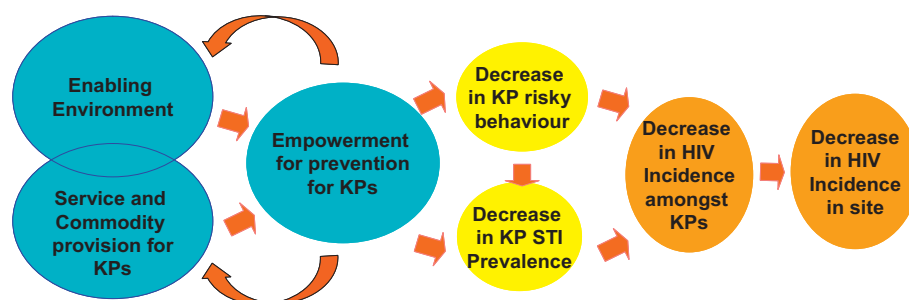 Enabling
Environment
Service and
Commodity
provision for
KPs
Empowerment
for prevention
for KPs
Decrease
in KP risky
behaviour
Decrease
in KP STI
Prevalence
Decrease
in HIV
Incidence
amongst
KPs
Decrease
in HIV
Incidence
in site